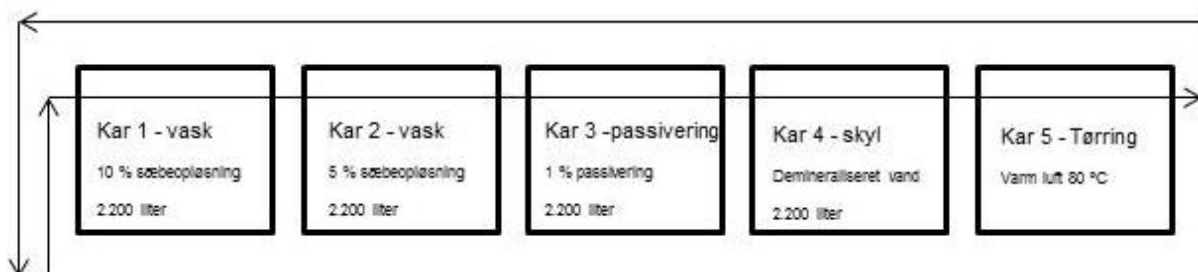 Kar 1 - vask
10 % sæbeopløsning
2.200 liter
Kar 2 - vask
5 % sæbeopløsning
2.200 liter
Kar 3 -passivering
1 % passivering
2.200 liter
Kar 4 - skyl
Demineraliseret vand
2.200 liter
Kar 5 - Tørring
Varm luft 80 ºC